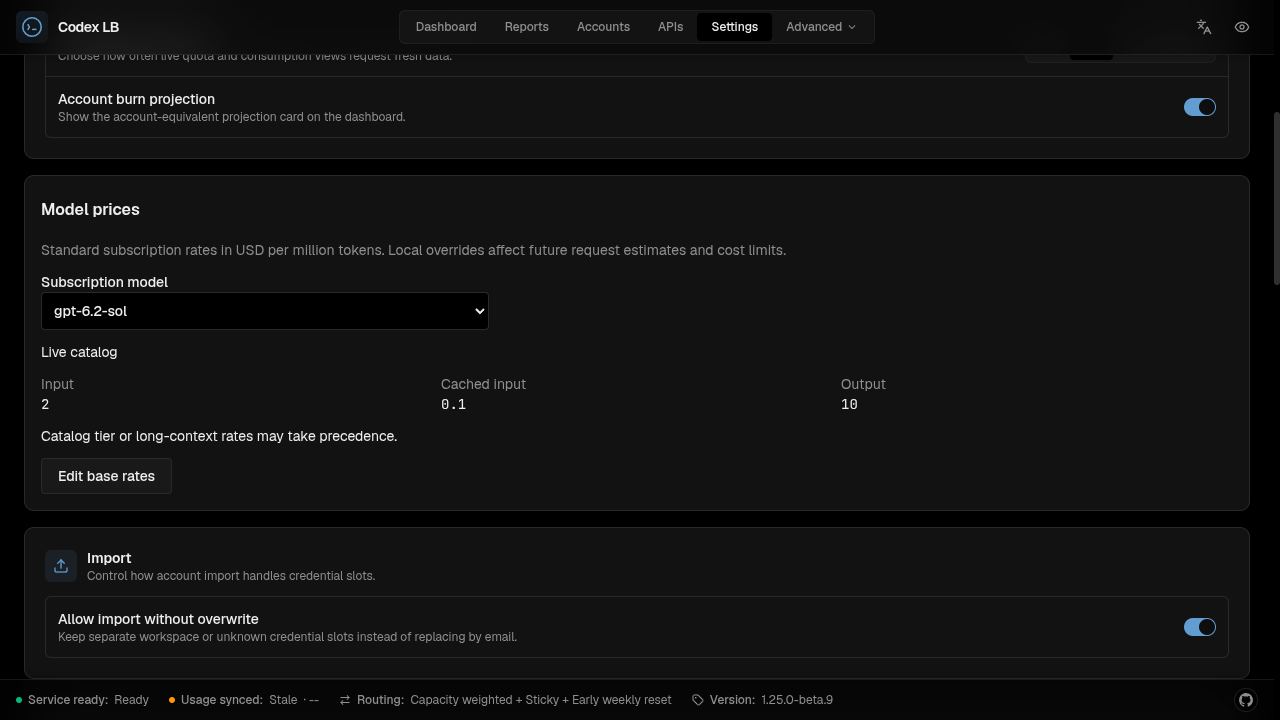 Codex LB
Dashboard
Reports
Accounts
APIs
Settings
Advanced
Choose how often live quota and consumption views request fresh data.
Account burn projection
Show the account-equivalent projection card on the dashboard.
Model prices
Standard subscription rates in USD per million tokens. Local overrides affect future request estimates and cost limits.
Subscription model
gpt-6.2-sol
Live catalog
Input
2
Cached input
0.1
Output
10
Catalog tier or long-context rates may take precedence.
Edit base rates
Import
Control how account import handles credential slots.
Allow import without overwrite
Keep separate workspace or unknown credential slots instead of replacing by email.
Service ready: Ready
Usage synced: Stale · --
Routing: Capacity weighted + Sticky + Early weekly reset
Version: 1.25.0-beta.9